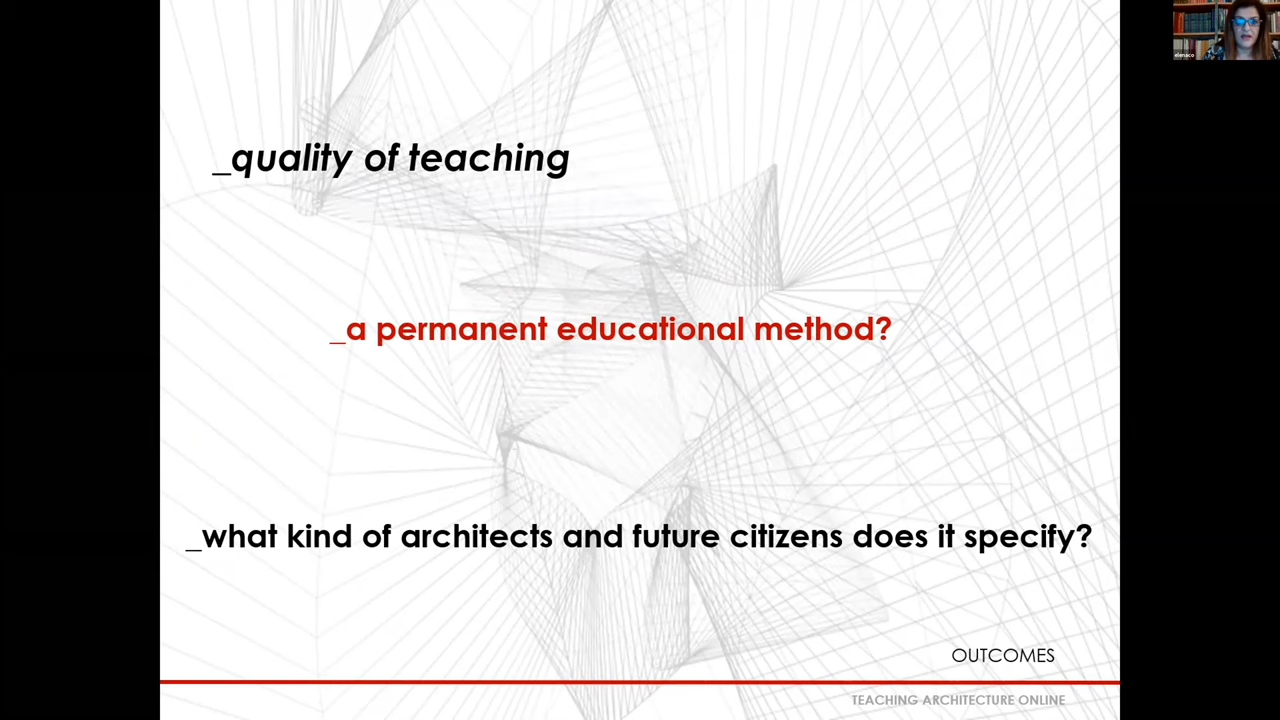 elenaco
_quality of teaching
_a permanent educational method?
_what kind of architects and future citizens does it specify?
OUTCOMES
TEACHING ARCHITECTURE ONLINE